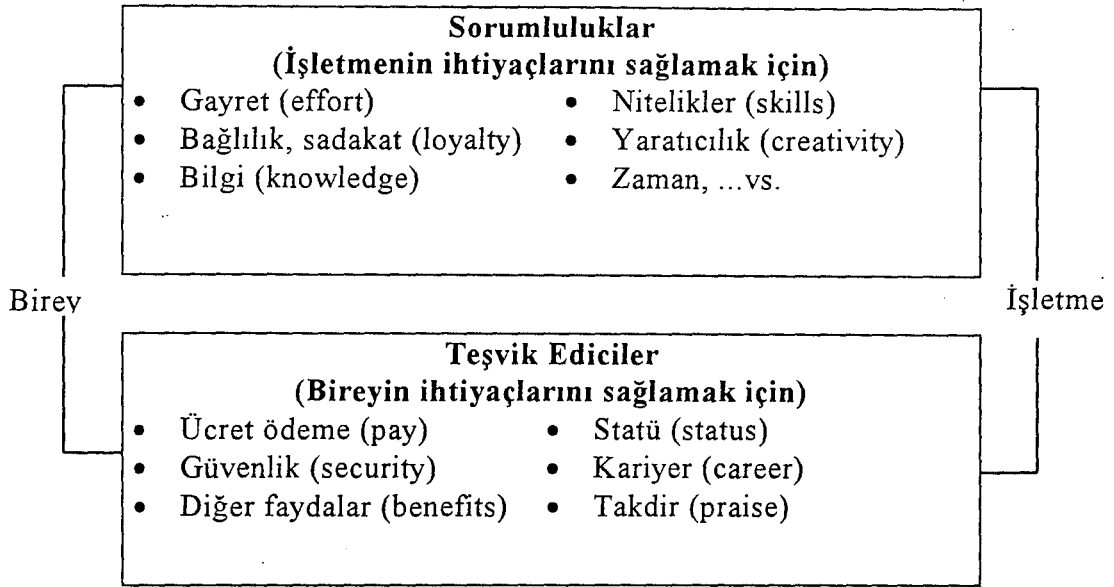 Sorumluluklar
(İşletmenin ihtiyaçlarını sağlamak için)
• Gayret (effort)
• Bağlılık, sadakat (loyalty)
• Bilgi (knowledge)
• Nitelikler (skills)
• Yaratıcılık (creativity)
• Zaman, ...vs.
Birey
İşletme
Teşvik Ediciler
(Bireyin ihtiyaçlarını sağlamak için)
• Ücret ödeme (pay)
• Güvenlik (security)
• Diğer faydalar (benefits)
• Statü (status)
• Kariyer (career)
• Takdir (praise)